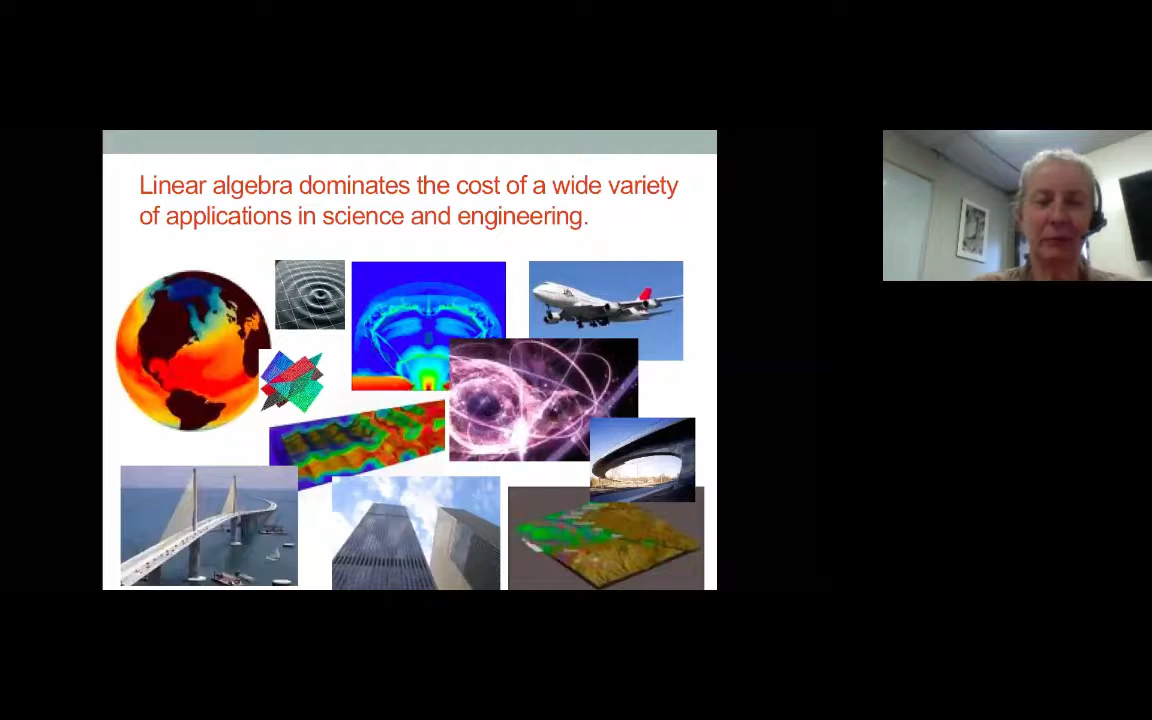 Linear algebra dominates the cost of a wide variety
of applications in science and engineering.